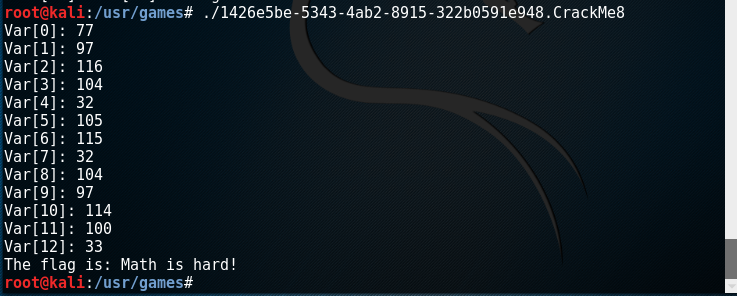 root@kali:/usr/games# ./1426e5be-5343-4ab2-8915-322b0591e948.CrackMe8
Var[0]: 77
Var[1]: 97
Var[2]: 116
Var[3]: 104
Var[4]: 32
Var[5]: 105
Var[6]: 115
Var[7]: 32
Var[8]: 104
Var[9]: 97
Var[10]: 114
Var[11]: 100
Var[12]: 33
The flag is: Math is hard!
root@kali:/usr/games#